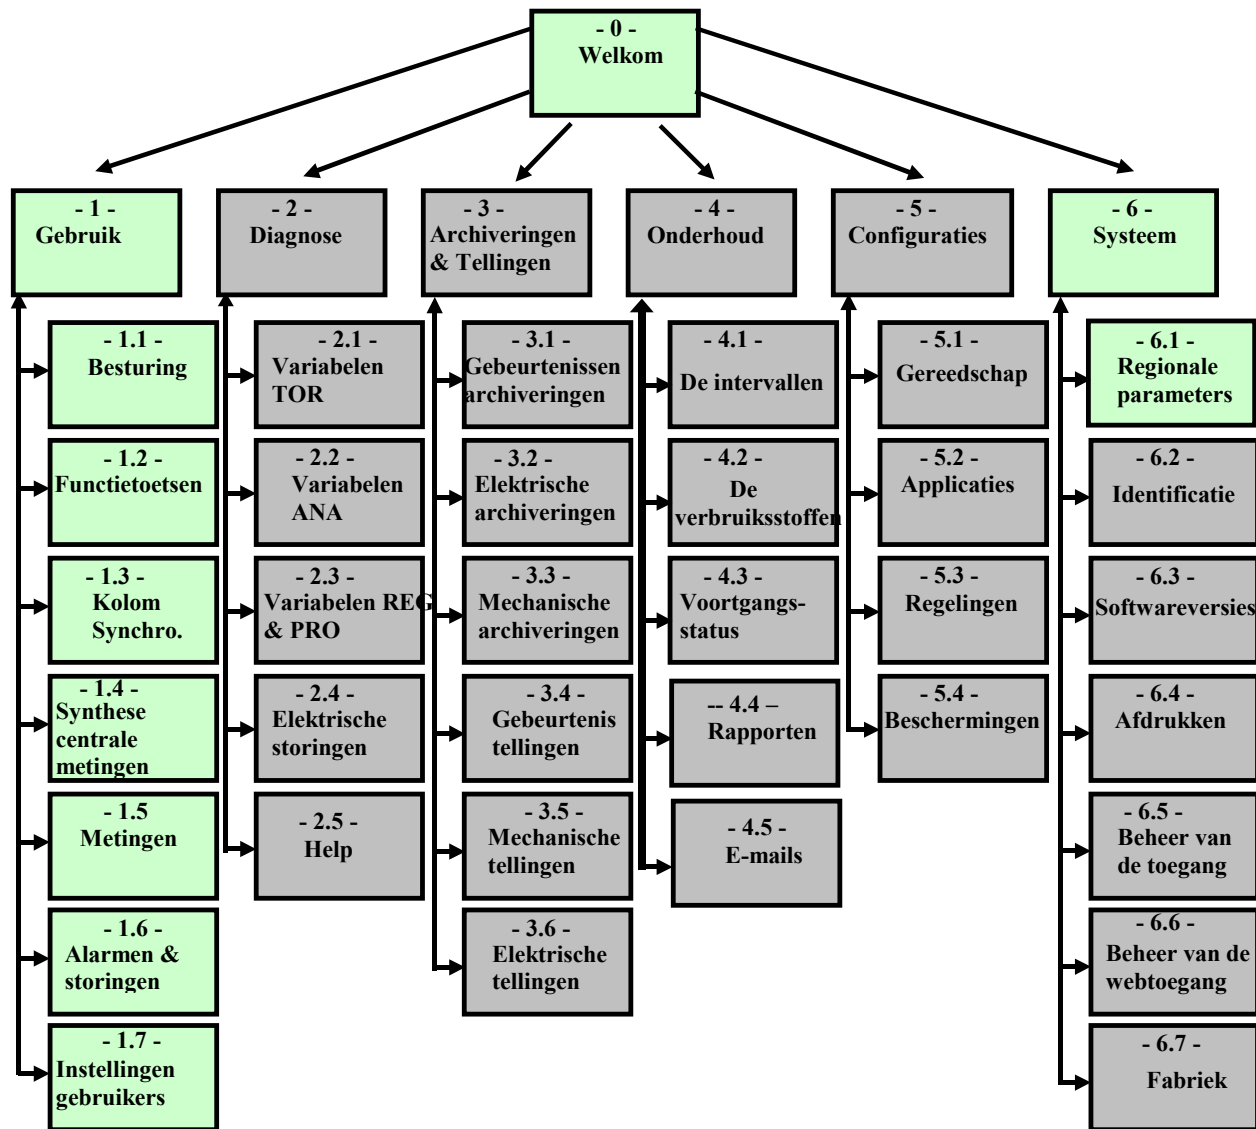 - 0 -
Welkom
- 1 -
Gebruik
- 2 -
Diagnose
- 3 -
Archiveringen
& Tellingen
- 4 -
Onderhoud
- 5 -
Configuraties
- 6 -
Systeem
- 1.1 -
Besturing
- 1.2 -
Functietoetsen
- 1.3 -
Kolom
Synchro.
- 1.4 -
Synthese
centrale
metingen
- 1.5
Metingen
- 1.6 -
Alarmen &
storingen
- 1.7 -
Instellingen
gebruikers
- 2.1 -
Variabelen
TOR
- 2.2 -
Variabelen
ANA
- 2.3 -
Variabelen REG
& PRO
- 2.4 -
Elektrische
storingen
- 2.5 -
Help
- 3.1 -
Gebeurtenissen
archiveringen
- 3.2 -
Elektrische
archiveringen
- 3.3 -
Mechanische
archiveringen
- 3.4 -
Gebeurtenis
tellingen
- 3.5 -
Mechanische
tellingen
- 3.6 -
Elektrische
tellingen
- 4.1 -
De intervallen
- 4.2 -
De
verbruiksstoffen
- 4.3 -
Voortgangs-
status
-- 4.4 –
Rapporten
- 4.5 -
E-mails
- 5.1 -
Gereedschap
- 5.2 -
Applicaties
- 5.3 -
Regelingen
- 5.4 -
Beschermingen
- 6.1 -
Regionale
parameters
- 6.2 -
Identificatie
- 6.3 -
Softwareversies
- 6.4 -
Afdrukken
- 6.5 -
Beheer van
de toegang
- 6.6 -
Beheer van de
webtoegang
- 6.7 -
Fabriek